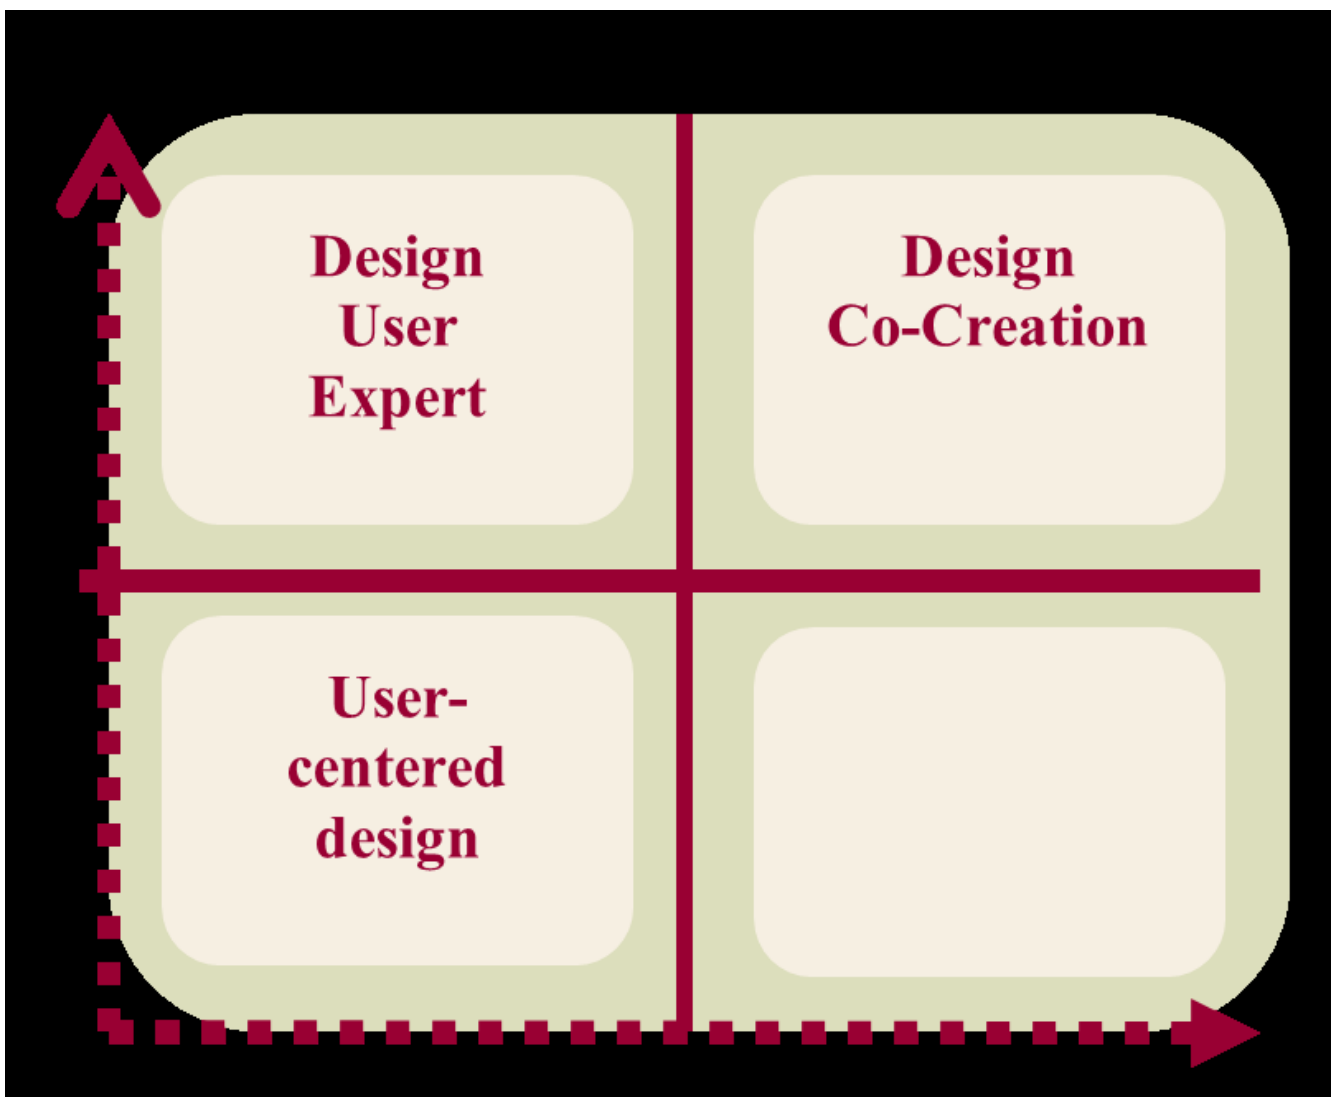 Design
User
Expert
Design
Co-Creation
User-
centered
design